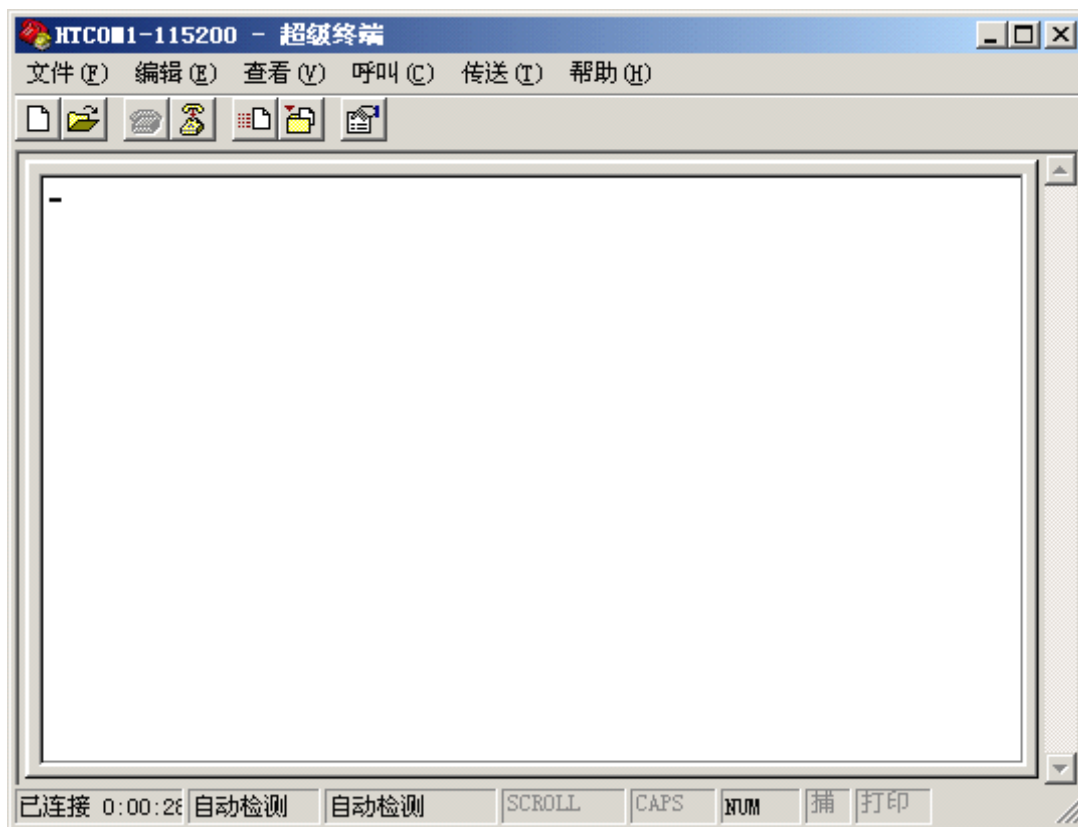 HTCOM1-115200 - 超级终端
文件(F) 编辑(E) 查看(V) 呼叫(C) 传送(T) 帮助(H)
已连接 0:00:28 自动检测 自动检测 SCROLL CAPS NUM 捕 打印